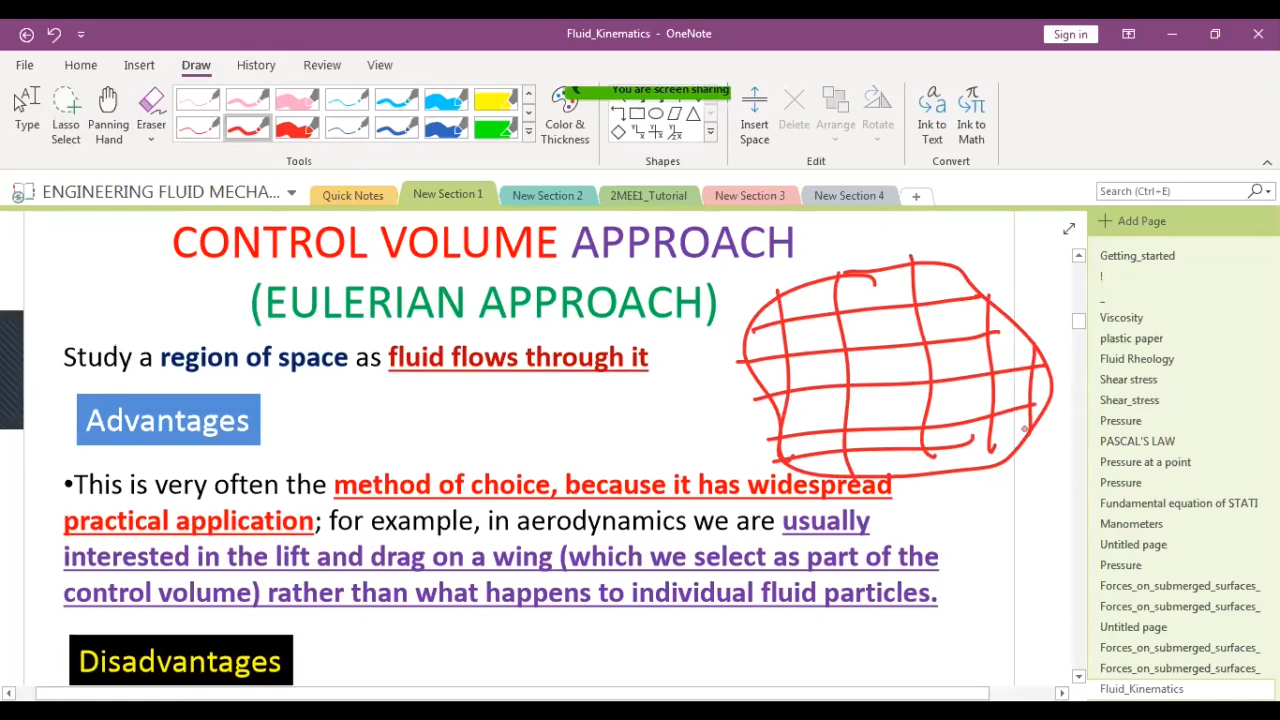 Fluid_Kinematics - OneNote
Sign in
File Home Insert Draw History Review View
You are screen sharing
Type
Lasso Select
Panning Hand
Eraser
Color & Thickness
Insert Space
Delete
Arrange
Rotate
Ink to Text
Ink to Math
Tools Shapes Edit Convert
ENGINEERING FLUID MECHA...
Quick Notes New Section 1 New Section 2 2MEE1_Tutorial New Section 3 New Section 4
Search (Ctrl+E)
CONTROL VOLUME APPROACH
(EULERIAN APPROACH)
Study a region of space as fluid flows through it
Advantages
•This is very often the method of choice, because it has widespread
practical application; for example, in aerodynamics we are usually
interested in the lift and drag on a wing (which we select as part of the
control volume) rather than what happens to individual fluid particles.
Disadvantages
Add Page
Getting_started
!
_
Viscosity
plastic paper
Fluid Rheology
Shear stress
Shear_stress
Pressure
PASCAL'S LAW
Pressure at a point
Pressure
Fundamental equation of STATI
Manometers
Untitled page
Pressure
Forces_on_submerged_surfaces_
Forces_on_submerged_surfaces_
Untitled page
Forces_on_submerged_surfaces_
Forces_on_submerged_surfaces_
Fluid_Kinematics